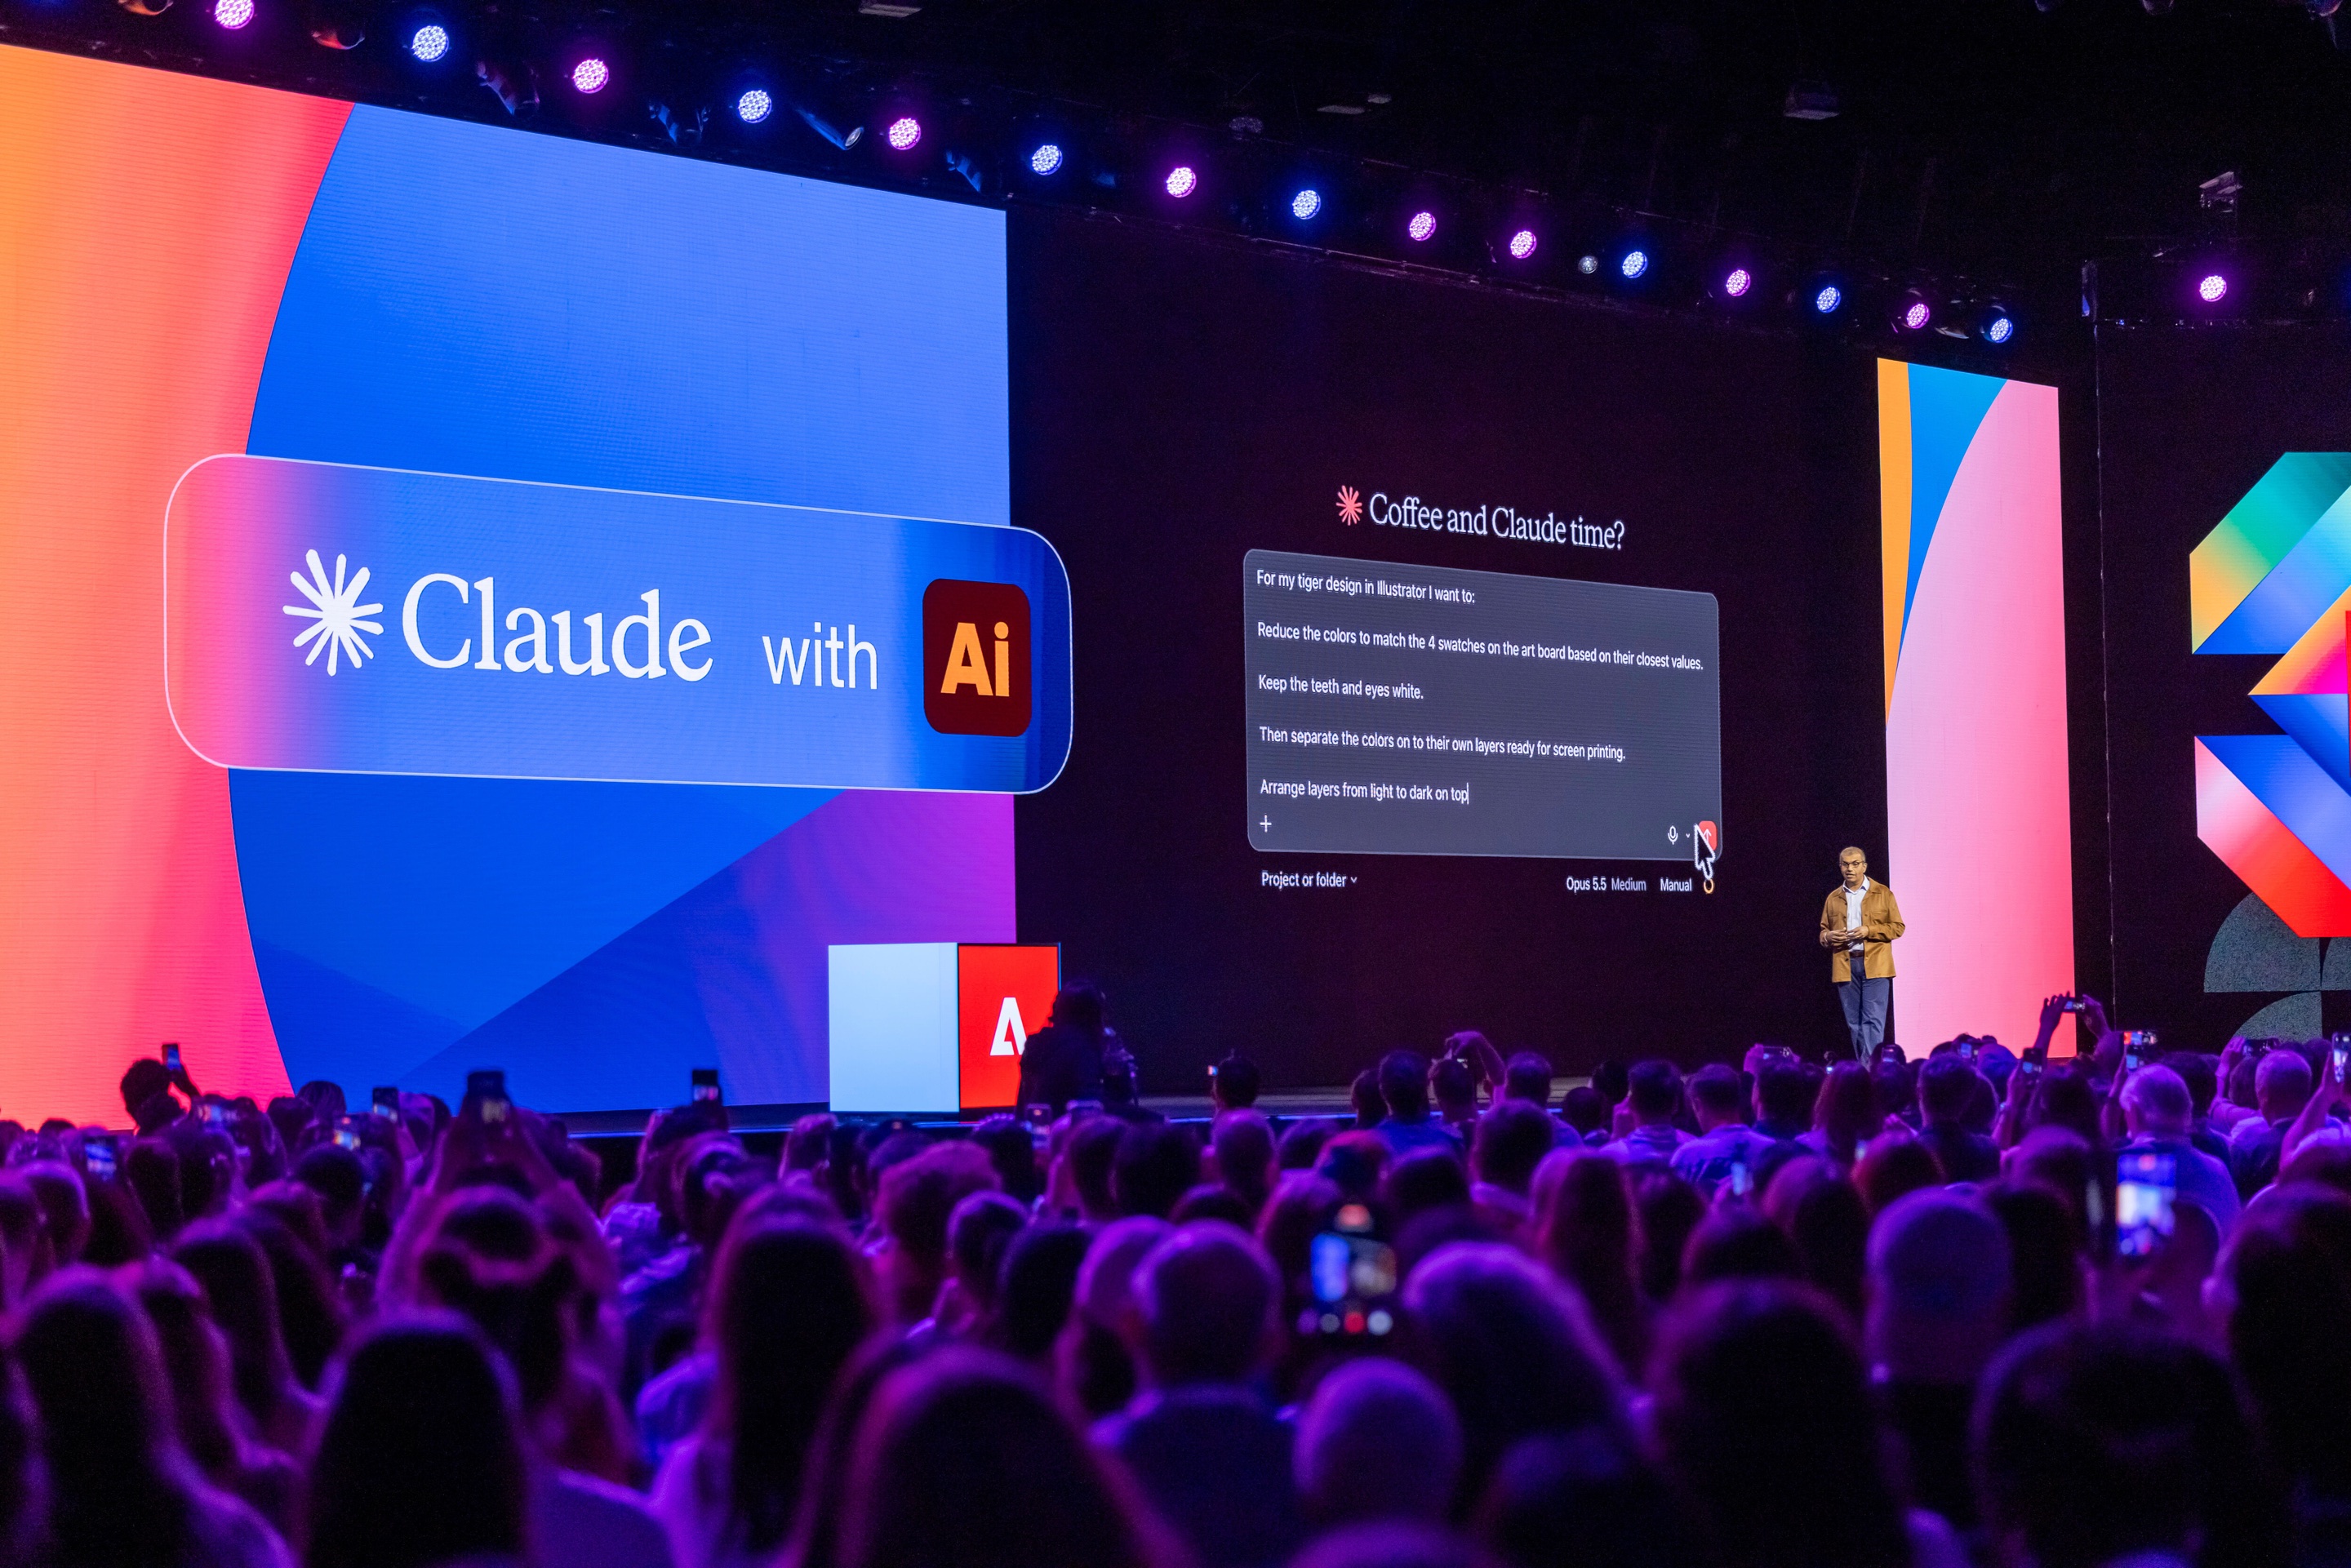 Claude with Ai
Coffee and Claude time?
For my tiger design in Illustrator I want to:
Reduce the colors to match the 4 swatches on the art board based on their closest values.
Keep the teeth and eyes white.
Then separate the colors on to their own layers ready for screen printing.
Arrange layers from light to dark on top
Project or folder
Opus 5.5 Medium Manual